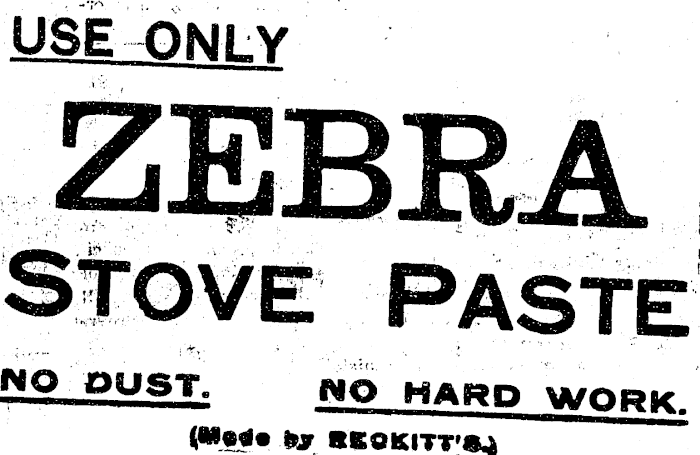 USE ONLY
ZEBRA
STOVE PASTE
NO DUST. NO HARD WORK.
(Made by RECKITT'S.)